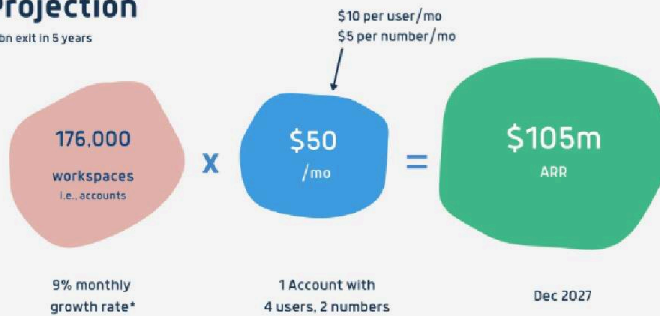 Projection
bn exit in 5 years
$10 per user/mo
$5 per number/mo
176,000
workspaces
i.e., accounts
x
$50
/mo
=
$105m
ARR
9% monthly
growth rate*
1 Account with
4 users, 2 numbers
Dec 2027